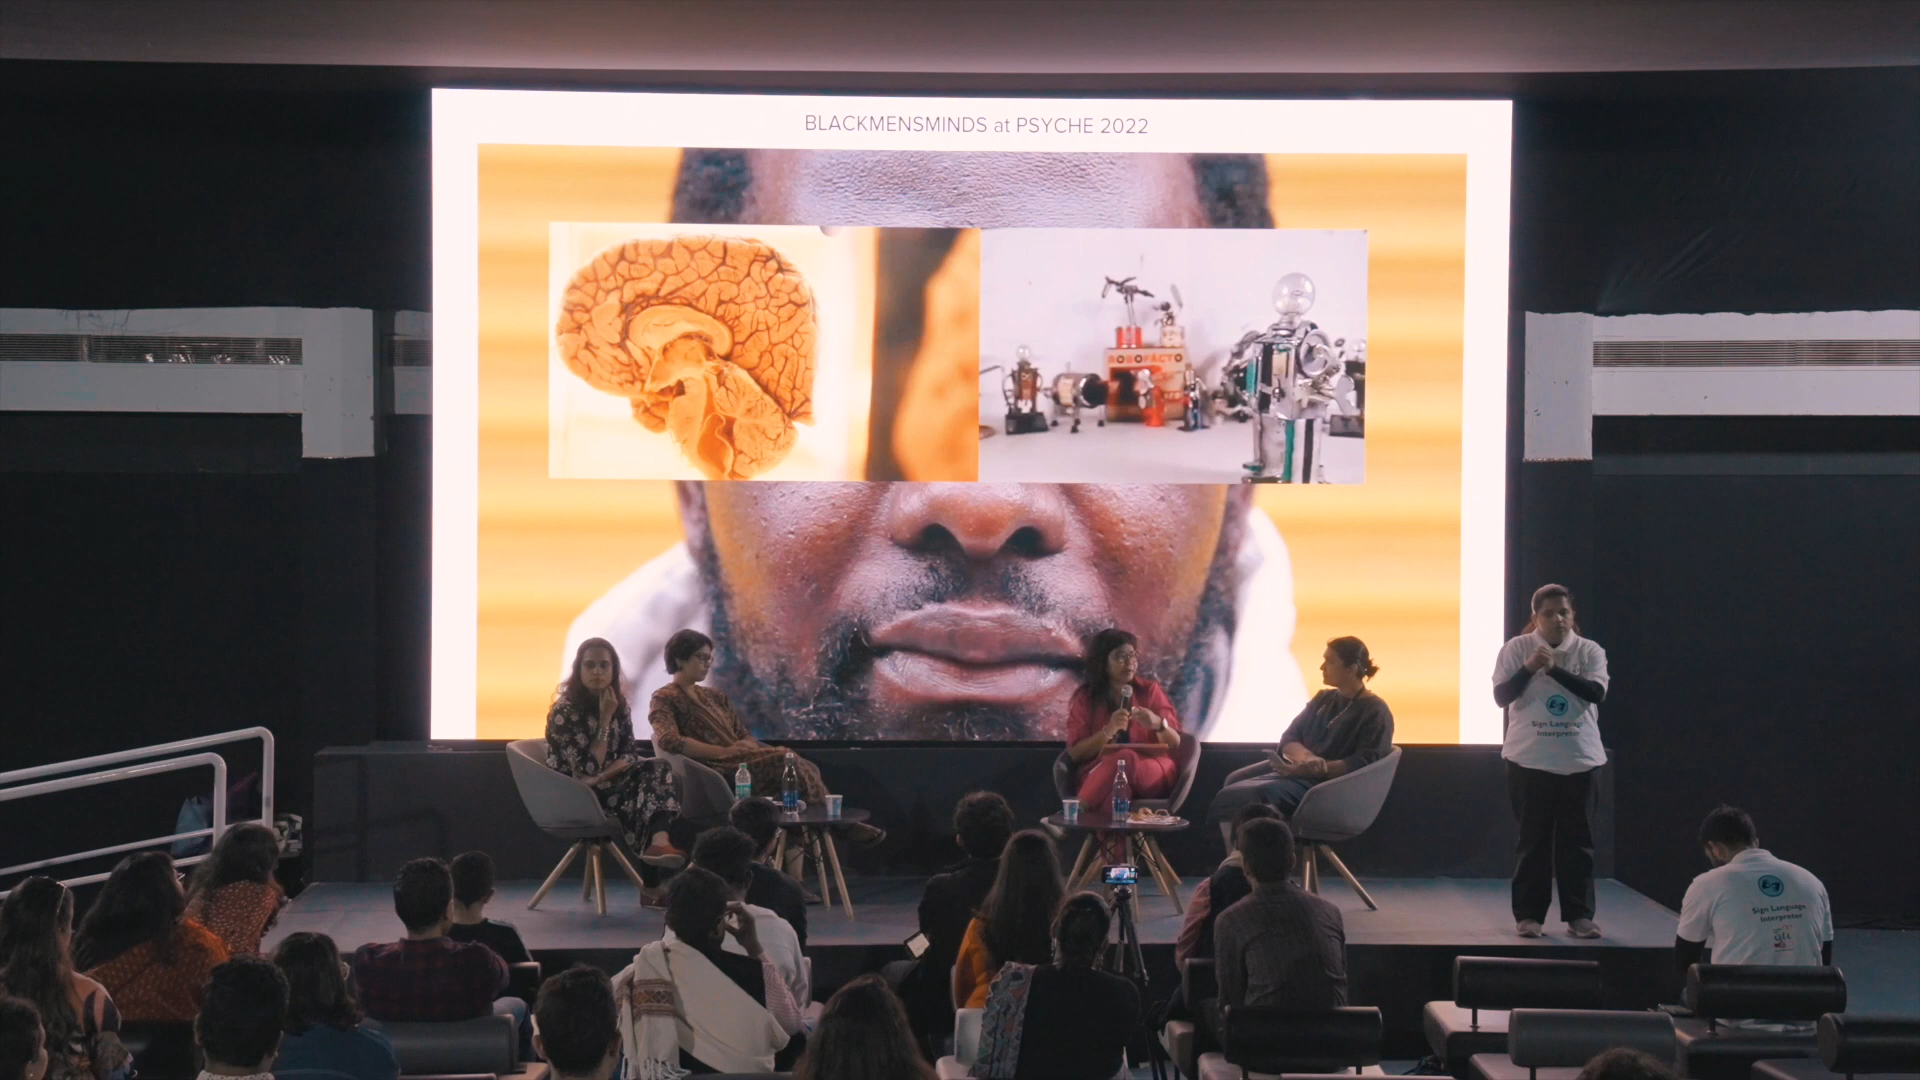 BLACKMENSMINDS at PSYCHE 2022
ROBOFACTO
Sign Language
Interpreter
Sign Language
Interpreter